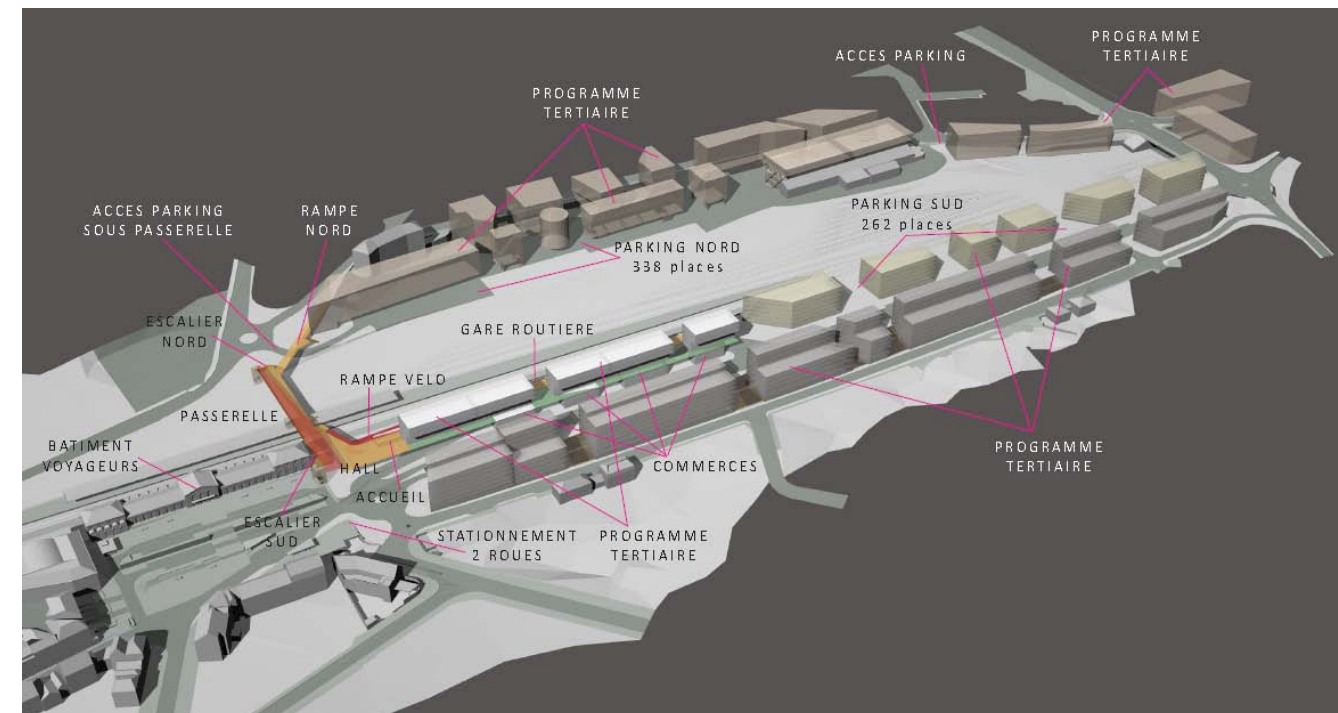 PROGRAMME
TERTIAIRE
ACCES PARKING
PROGRAMME
TERTIAIRE
ACCES PARKING
SOUS PASSERELLE
RAMPE
NORD
PARKING SUD
262 places
PARKING NORD
338 places
ESCALIER
NORD
GARE ROUTIERE
RAMPE VELO
PASSERELLE
BATIMENT
VOYAGEURS
HALL
COMMERCES
PROGRAMME
TERTIAIRE
ACCUEIL
ESCALIER
SUD
STATIONNEMENT
2 ROUES
PROGRAMME
TERTIAIRE